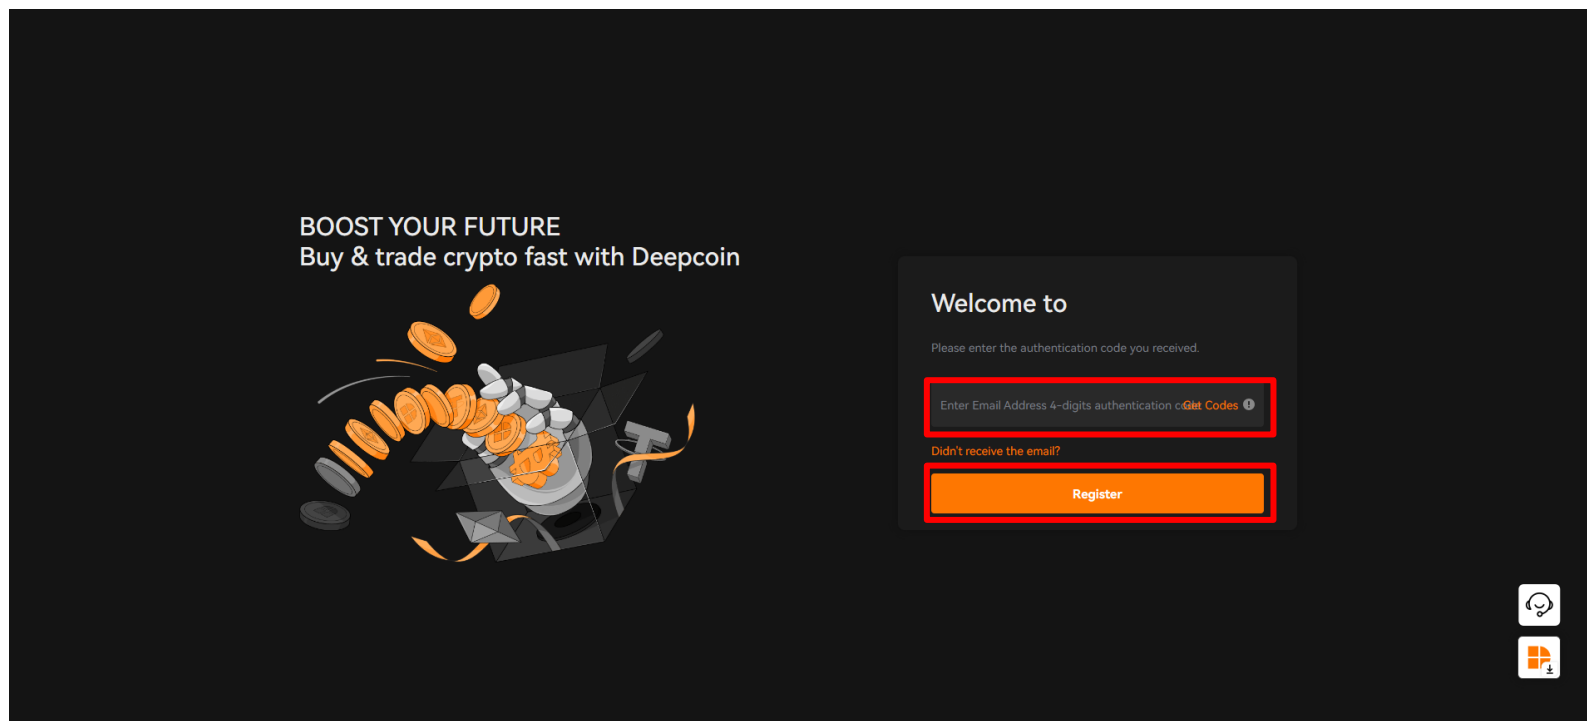 BOOST YOUR FUTURE
Buy & trade crypto fast with Deepcoin
Welcome to
Please enter the authentication code you received.
Enter Email Address 4-digits authentication code Get Codes
Didn't receive the email?
Register